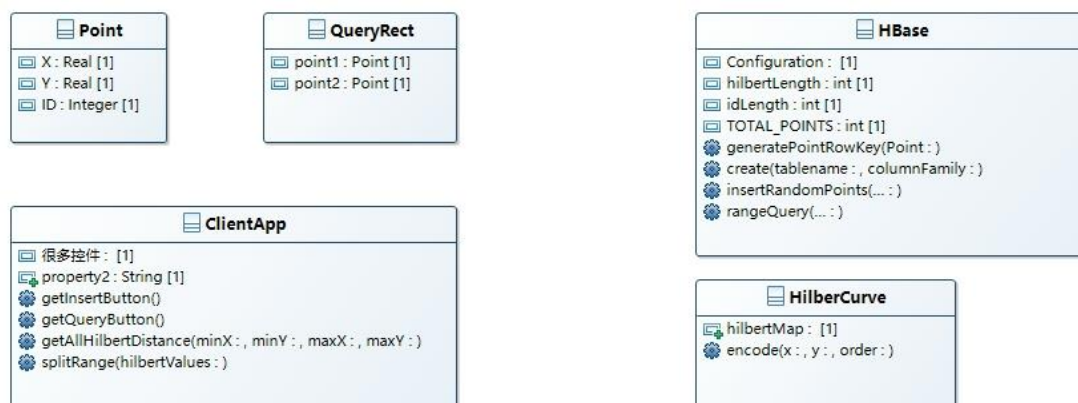 Point
X : Real [1]
Y : Real [1]
ID : Integer [1]
QueryRect
point1 : Point [1]
point2 : Point [1]
HBase
Configuration :  [1]
hilbertLength : int [1]
idLength : int [1]
TOTAL_POINTS : int [1]
generatePointRowKey(Point : )
create(tablename : , columnFamily : )
insertRandomPoints(... : )
rangeQuery(... : )
ClientApp
很多控件 :  [1]
property2 : String [1]
getInsertButton()
getQueryButton()
getAllHilbertDistance(minX : , minY : , maxX : , maxY : )
splitRange(hilbertValues : )
HilberCurve
hilbertMap :  [1]
encode(x : , y : , order : )